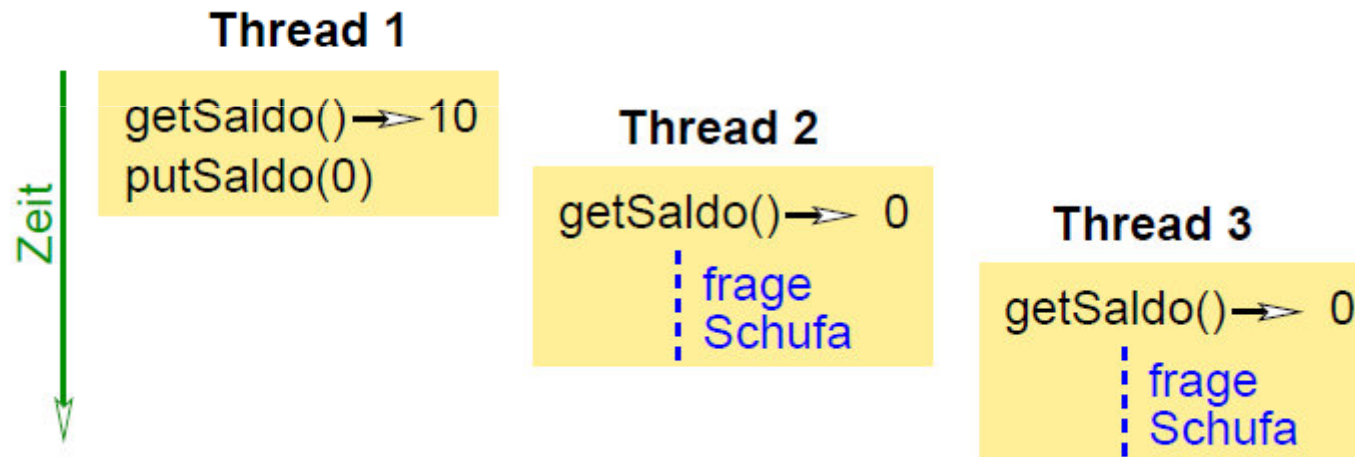 Thread 1
Zeit
getSaldo() 10
putSaldo(0)
Thread 2
getSaldo() 0
frage
Schufa
Thread 3
getSaldo() 0
frage
Schufa